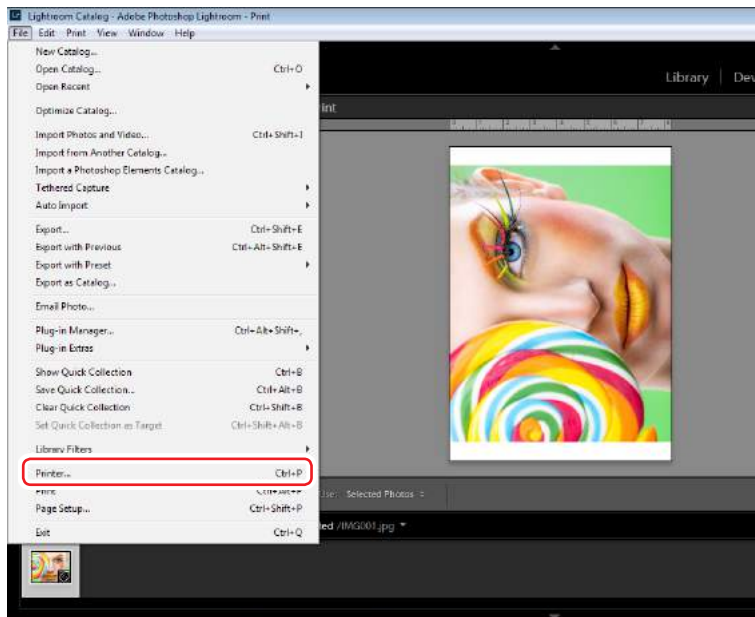 Lightroom Catalog - Adobe Photoshop Lightroom - Print
File Edit Print View Window Help
New Catalog...
Open Catalog... Ctrl+O
Open Recent
Optimize Catalog...
Import Photos and Video... Ctrl+Shift+I
Import from Another Catalog...
Import a Photoshop Elements Catalog...
Tethered Capture
Auto Import
Export... Ctrl+Shift+E
Export with Previous Ctrl+Alt+Shift+E
Export with Preset
Export as Catalog...
Email Photo...
Plug-in Manager... Ctrl+Alt+Shift+,
Plug-in Extras
Show Quick Collection Ctrl+B
Save Quick Collection... Ctrl+Alt+B
Clear Quick Collection Ctrl+Shift+B
Set Quick Collection as Target Ctrl+Shift+Alt+B
Library Filters
Printer... Ctrl+P
Print Ctrl+Alt+P
Page Setup... Ctrl+Shift+P
Exit Ctrl+Q
Library | Dev
int
Use: Selected Photos
ed /IMG001.jpg